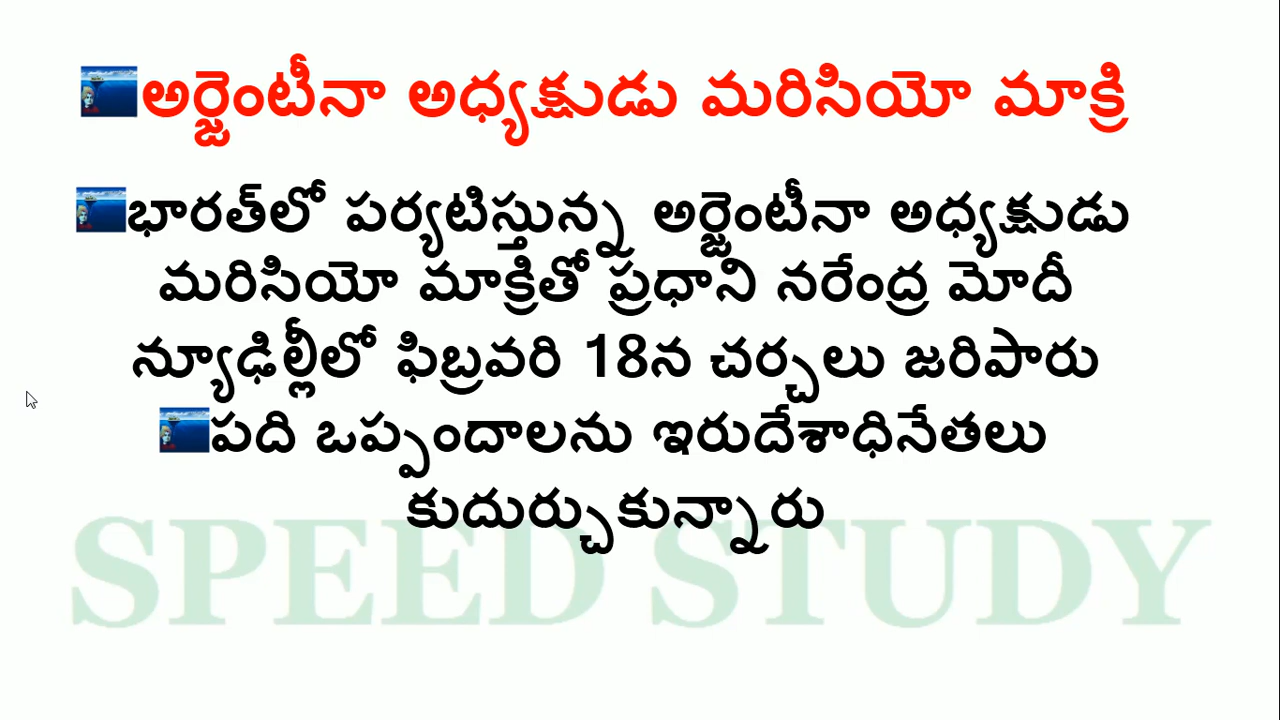 అర్జెంటీనా అధ్యక్షుడు మరిసియో మాక్రి
భారత్‌లో పర్యటిస్తున్న అర్జెంటీనా అధ్యక్షుడు
మరిసియో మాక్రితో ప్రధాని నరేంద్ర మోదీ
న్యూఢిల్లీలో ఫిబ్రవరి 18న చర్చలు జరిపారు
పది ఒప్పందాలను ఇరుదేశాధినేతలు
కుదుర్చుకున్నారు
SPEED STUDY